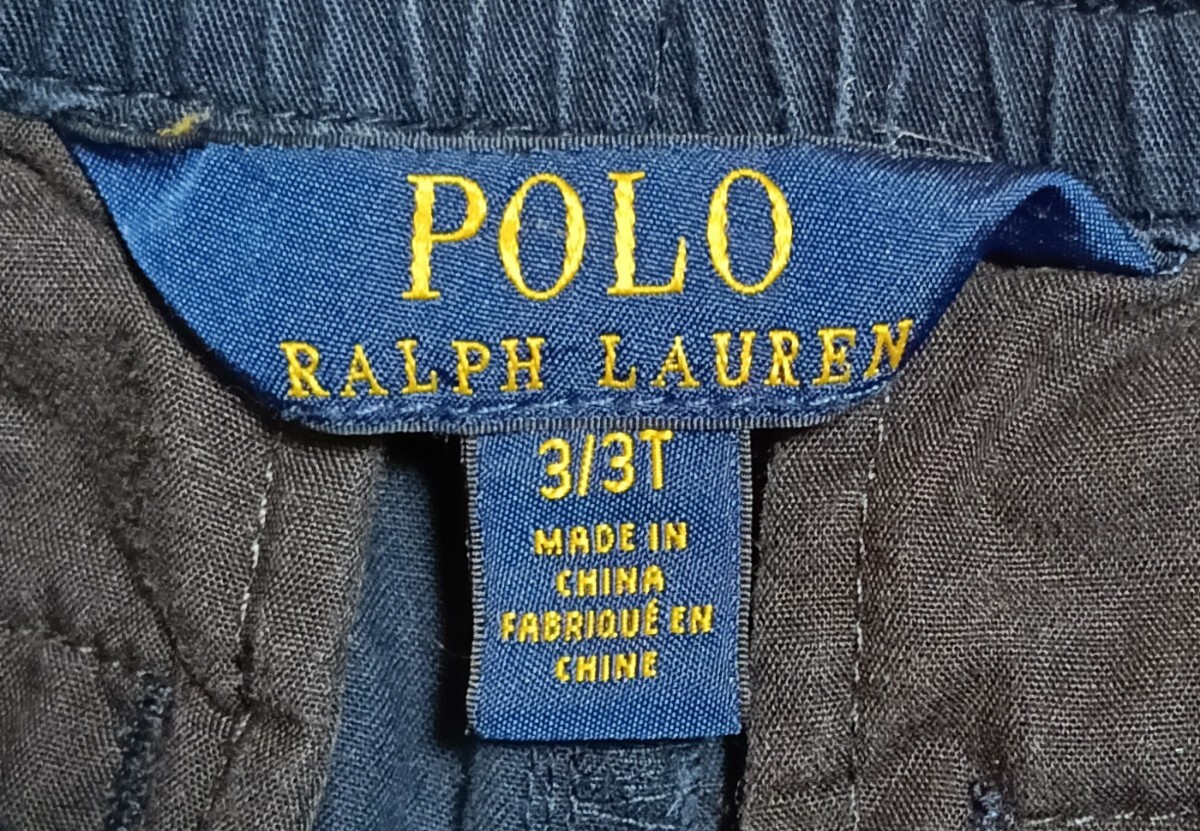 POLO
RALPH LAUREN
3/3T
MADE IN
CHINA
FABRIQUÉ EN
CHINE